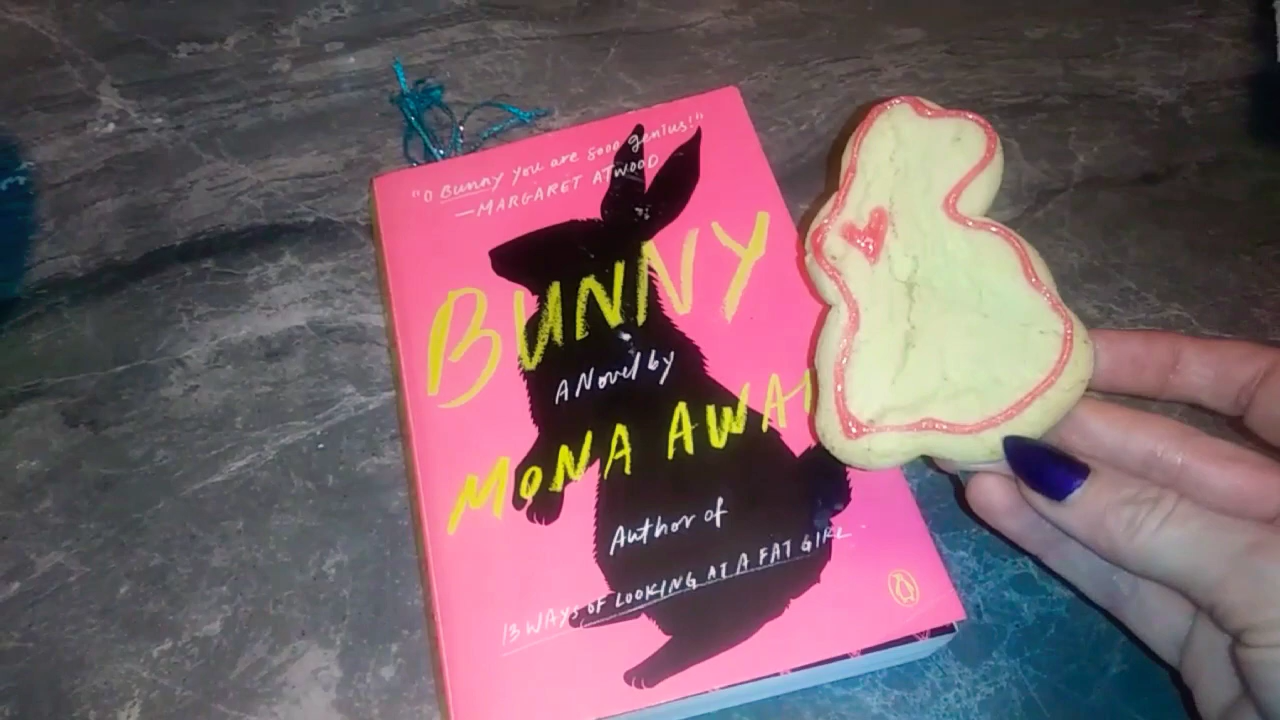 "O Bunny you are sooo genius!"
—MARGARET ATWOOD
BUNNY
A Novel by
MONA AWA
Author of
13 WAYS OF LOOKING AT A FAT GIRL